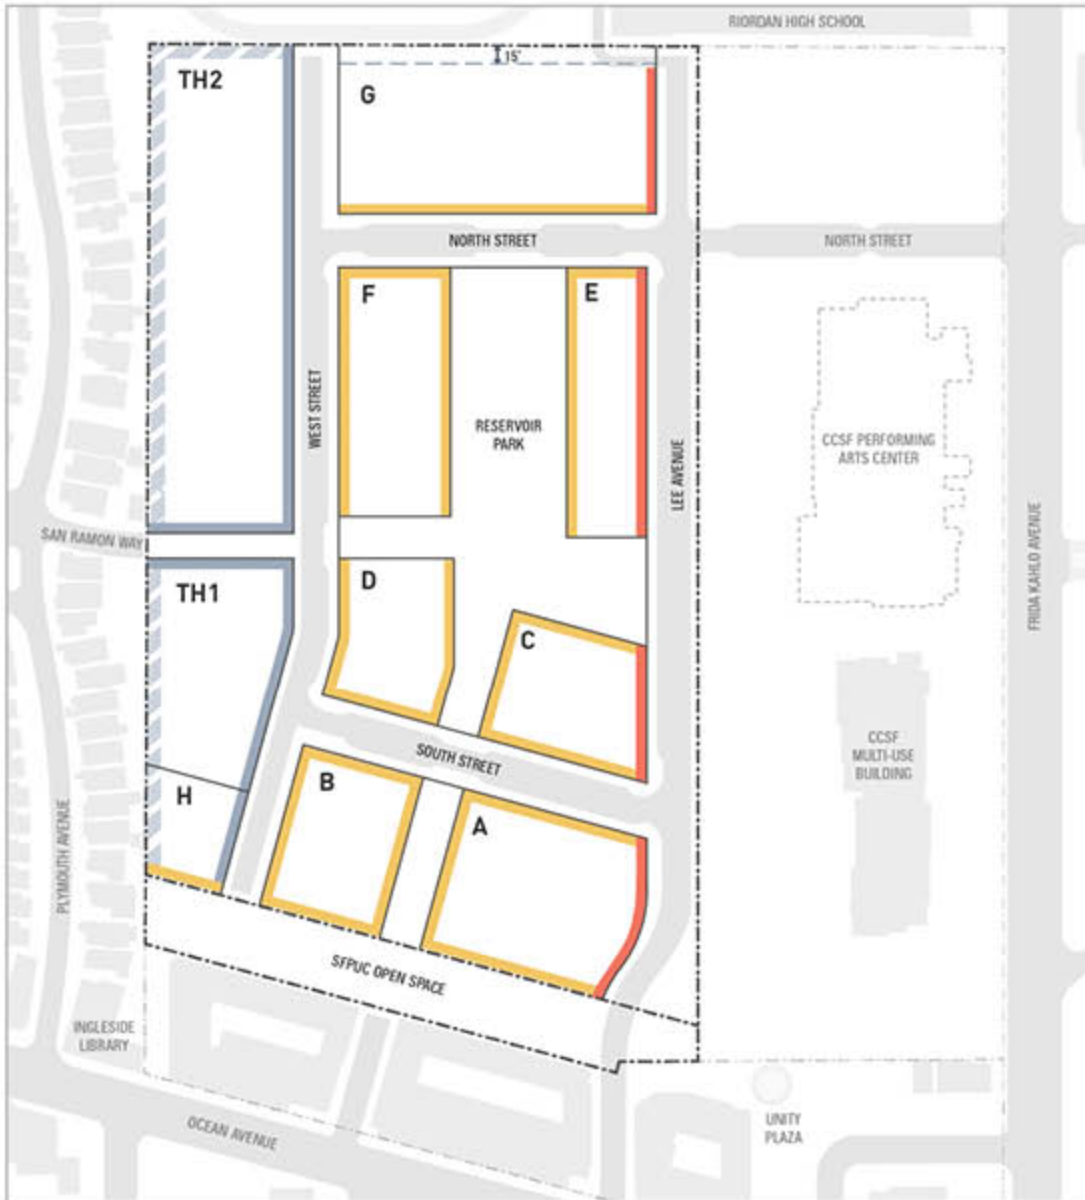 RIORDAN HIGH SCHOOL
15'
TH2
G
NORTH STREET
NORTH STREET
F
E
WEST STREET
RESERVOIR
PARK
LEE AVENUE
CCSF PERFORMING
ARTS CENTER
FRIDA KAHLO AVENUE
SAN RAMON WAY
TH1
D
C
SOUTH STREET
CCSF
MULTI-USE
BUILDING
B
H
A
PLYMOUTH AVENUE
SFPUC OPEN SPACE
INGLESIDE
LIBRARY
OCEAN AVENUE
UNITY
PLAZA